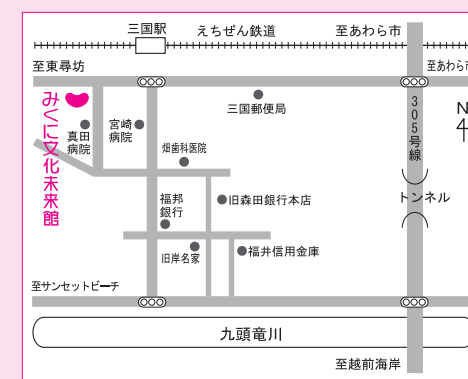 三国駅
えちぜん鉄道
至あわら市
至東尋坊
至あわら市
みくに文化未来館
真田
病院
宮崎
病院
三国郵便局
畑歯科医院
305号線
N
トンネル
福邦
銀行
旧森田銀行本店
旧岸名家
福井信用金庫
至サンセットビーチ
九頭竜川
至越前海岸